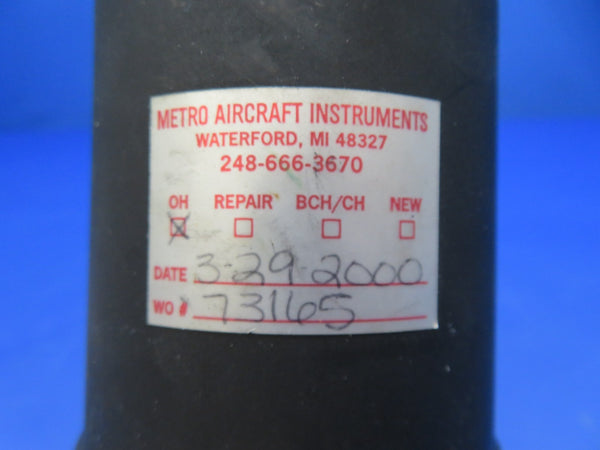 METRO AIRCRAFT INSTRUMENTS
WATERFORD, MI 48327
248-666-3670
OH REPAIR BCH/CH NEW
DATE 3-29-2000
WO # 73165